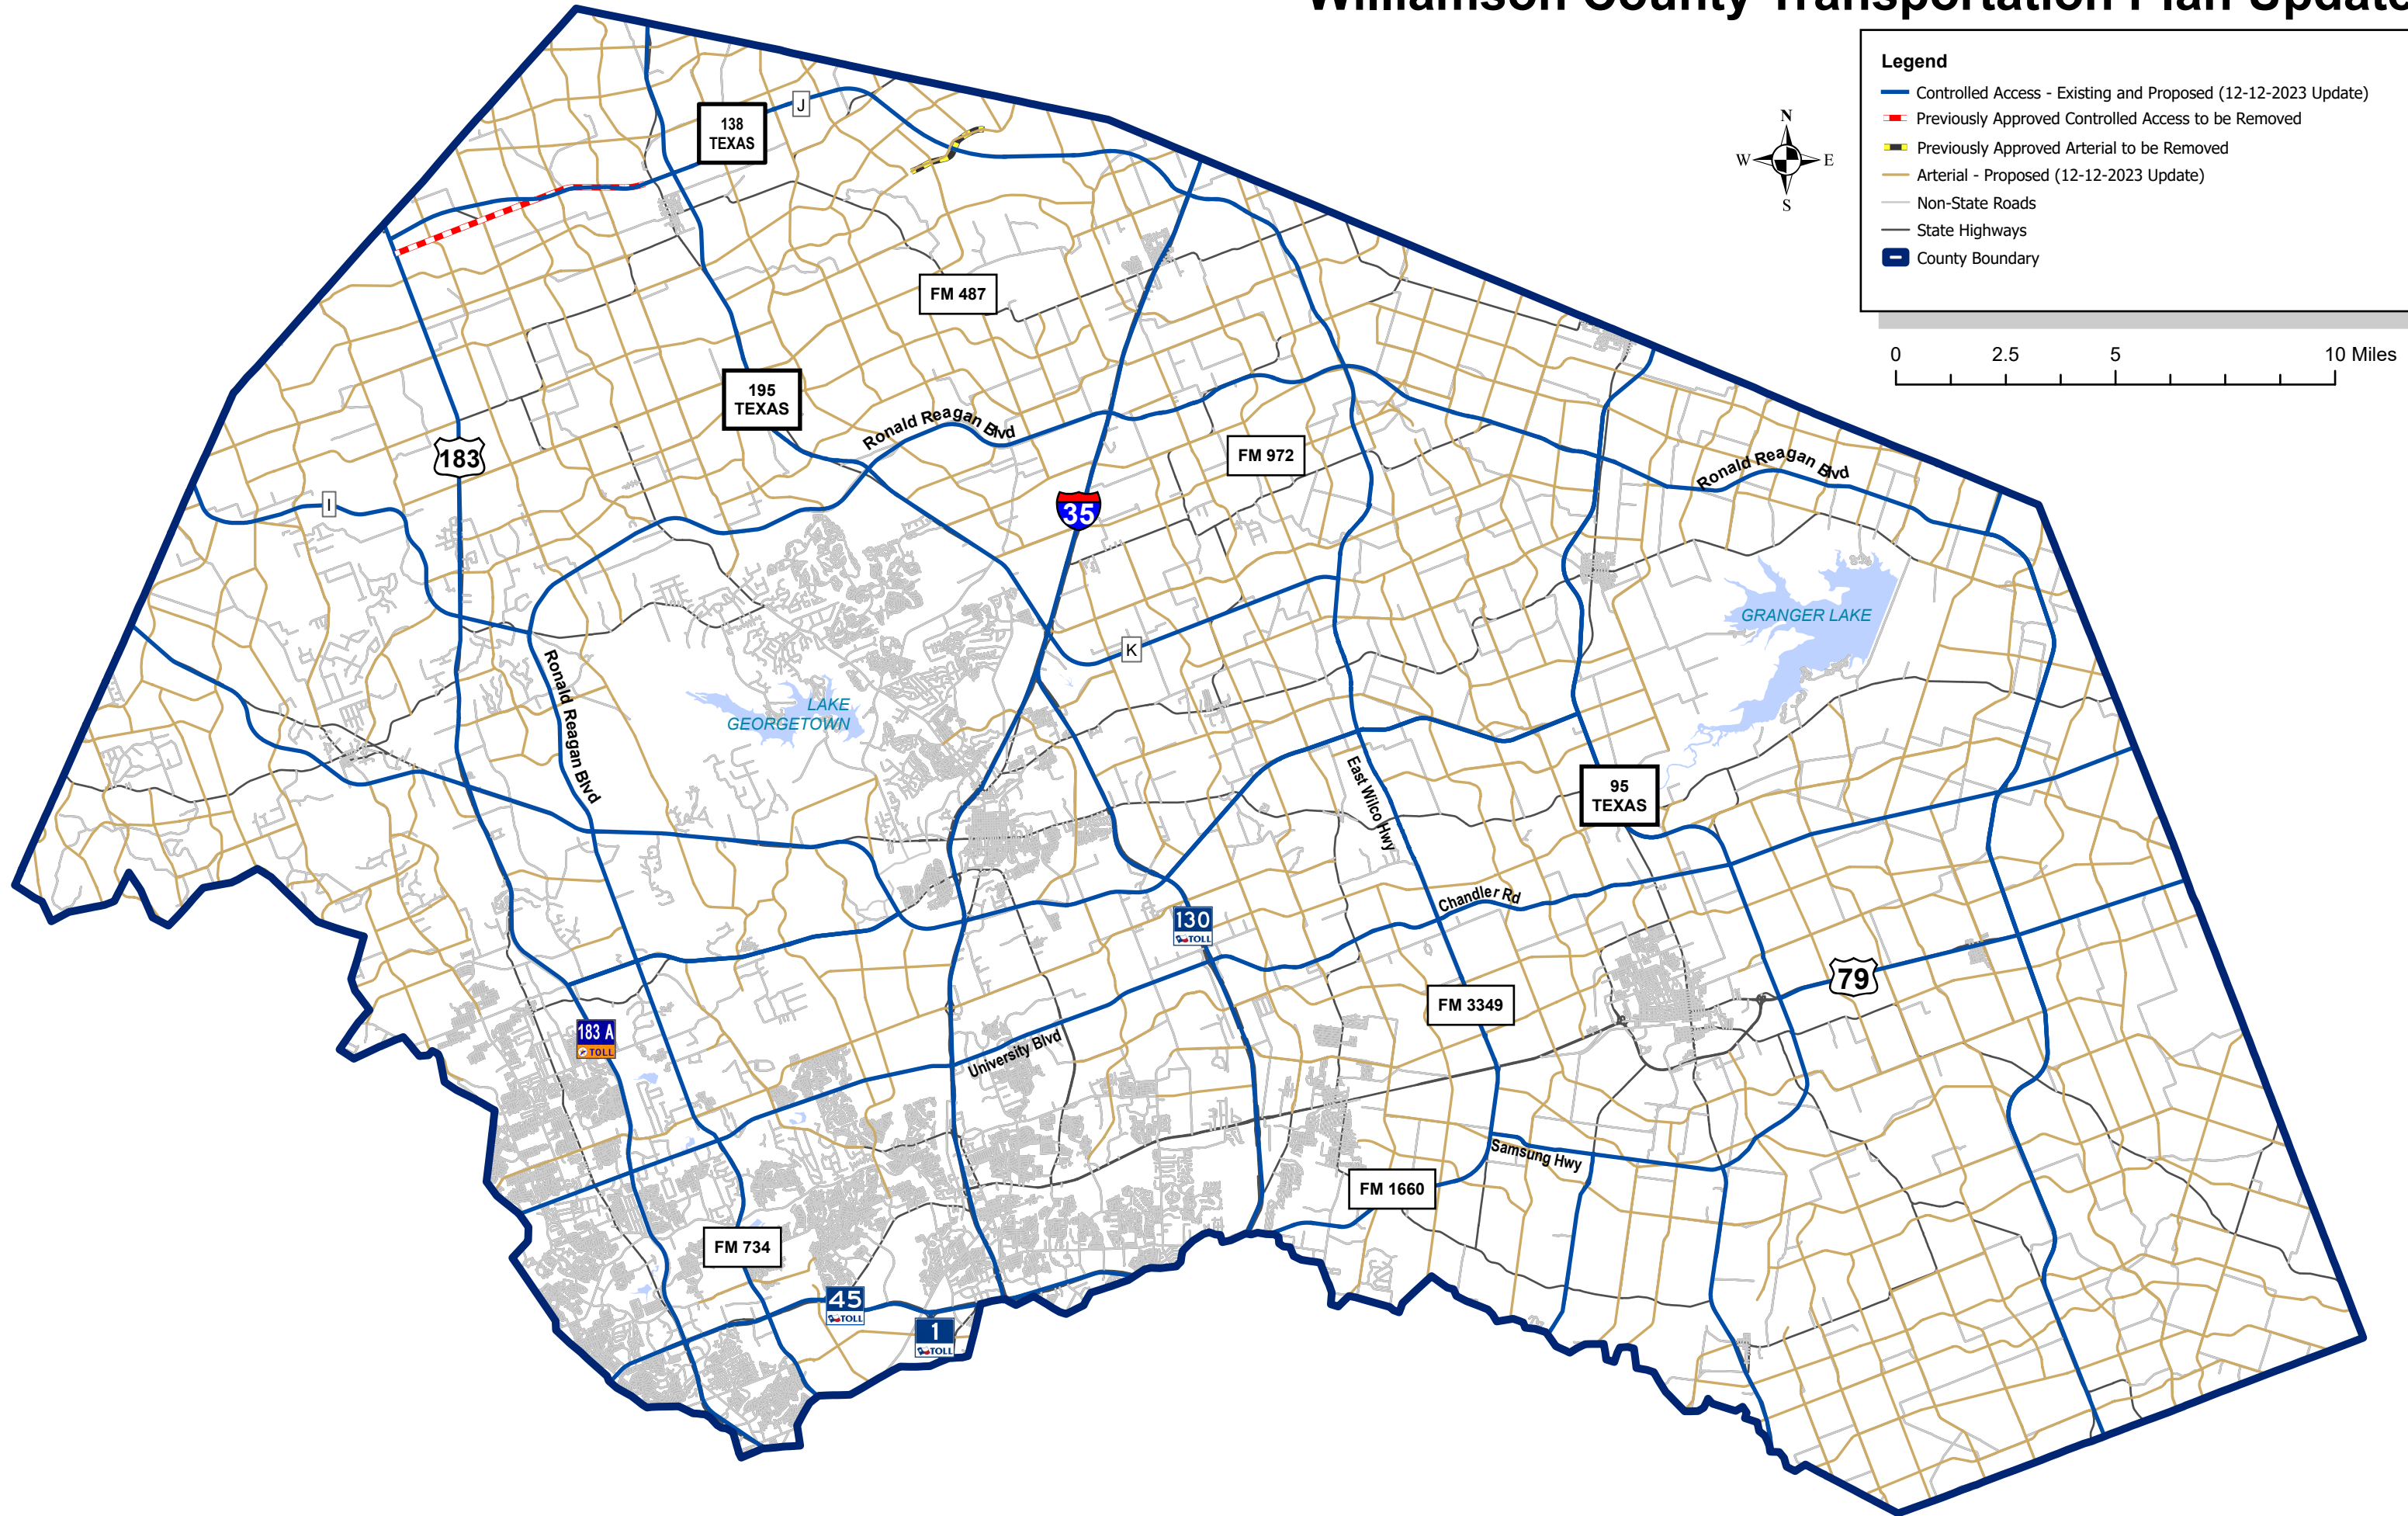 Williamson County Transportation Plan Update
Legend
Controlled Access - Existing and Proposed (12-12-2023 Update)
Previously Approved Controlled Access to be Removed
Previously Approved Arterial to be Removed
Arterial - Proposed (12-12-2023 Update)
Non-State Roads
State Highways
County Boundary
N
W
E
S
0
2.5
5
10 Miles
J
138
TEXAS
FM 487
195
TEXAS
Ronald Reagan Blvd
183
FM 972
Ronald Reagan Blvd
I
35
GRANGER LAKE
K
Ronald Reagan Blvd
LAKE
GEORGETOWN
East Wilco Hwy
95
TEXAS
Chandler Rd
130
TOLL
79
FM 3349
183 A
TOLL
University Blvd
Samsung Hwy
FM 1660
FM 734
45
TOLL
1
TOLL